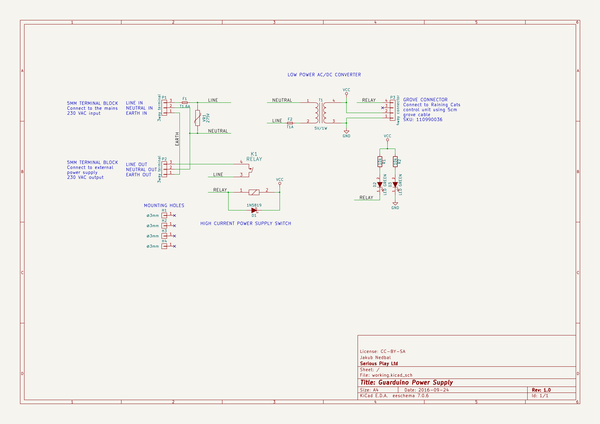 LOW POWER AC/DC CONVERTER
5MM TERMINAL BLOCK
Connect to the mains
230 VAC input
LINE IN
NEUTRAL IN
EARTH IN
F1
LINE
NEUTRAL
EARTH
NEUTRAL
LINE
F2
T1
5V/1W
VCC
GND
RELAY
GROVE CONNECTOR
Connect to Raining Cats
control unit using 5cm
grove cable
SKU: 110990036
5MM TERMINAL BLOCK
Connect to external
power supply
230 VAC output
LINE OUT
NEUTRAL OUT
EARTH OUT
K1
RELAY
LINE
RELAY
VCC
1N5819
D1
HIGH CURRENT POWER SUPPLY SWITCH
VCC
RELAY
GND
MOUNTING HOLES
ø3mm
ø3mm
ø3mm
ø3mm
License: CC-BY-SA
Jakub Nedbal
Serious Play Ltd
Sheet: /
File: working.kicad_sch
Title: Guarduino Power Supply
Size: A4
Date: 2016-09-24
Rev: 1.0
KiCad E.D.A. eeschema 7.0.6
Id: 1/1